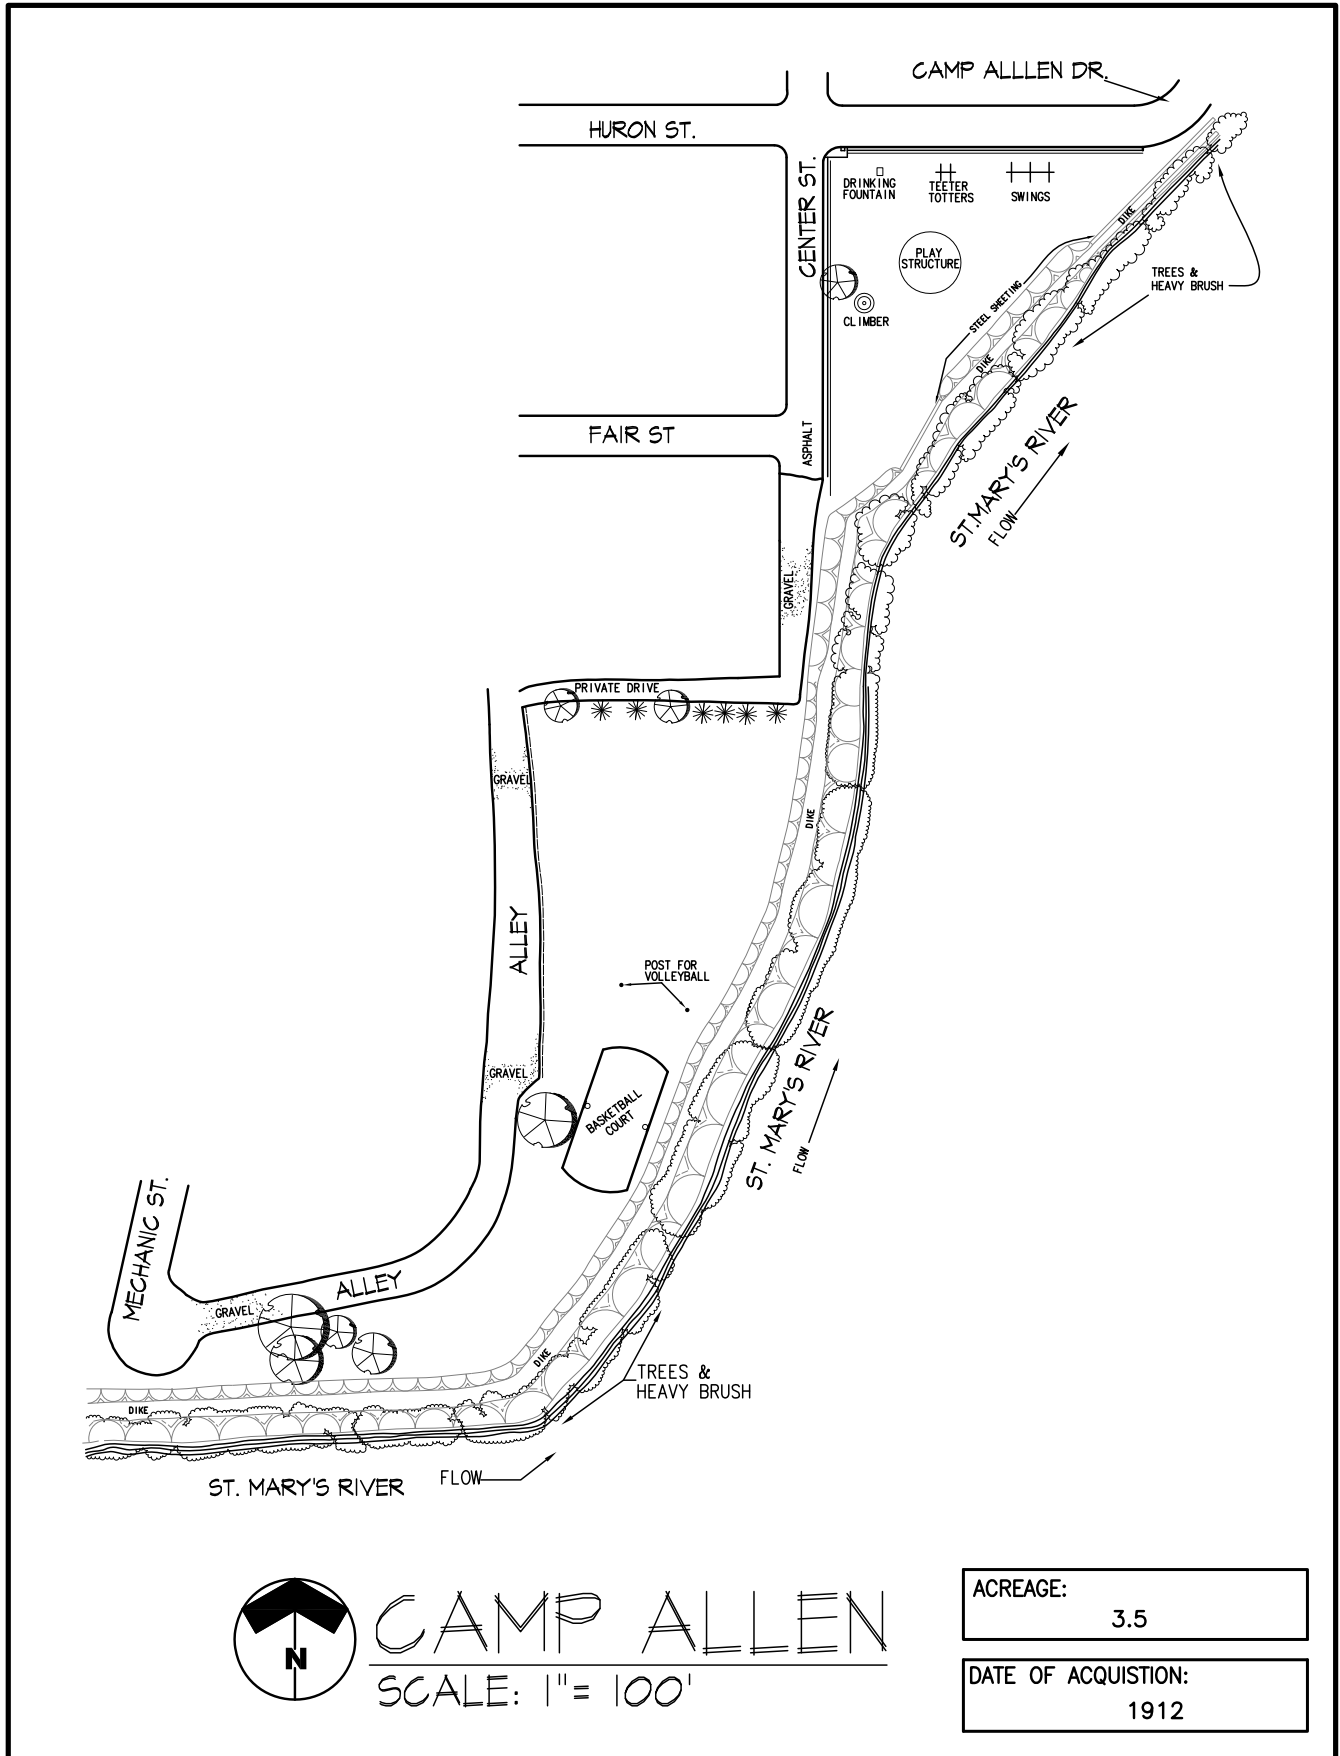 CAMP ALLLEN DR.
HURON ST.
CENTER ST.
DRINKING
FOUNTAIN
TEETER
TOTTERS
SWINGS
DIKE
PLAY
STRUCTURE
TREES &
HEAVY BRUSH
STEEL SHEETING
CLIMBER
DIKE
FAIR ST
ASPHALT
ST.MARY'S RIVER
FLOW
GRAVEL
PRIVATE DRIVE
GRAVEL
DIKE
ALLEY
POST FOR
VOLLEYBALL
GRAVEL
BASKETBALL
COURT
ST. MARY'S RIVER
FLOW
MECHANIC ST.
ALLEY
GRAVEL
DIKE
TREES &
HEAVY BRUSH
DIKE
ST. MARY'S RIVER
FLOW
N
CAMP ALLEN
SCALE: 1"= 100'
ACREAGE:
3.5
DATE OF ACQUISTION:
1912